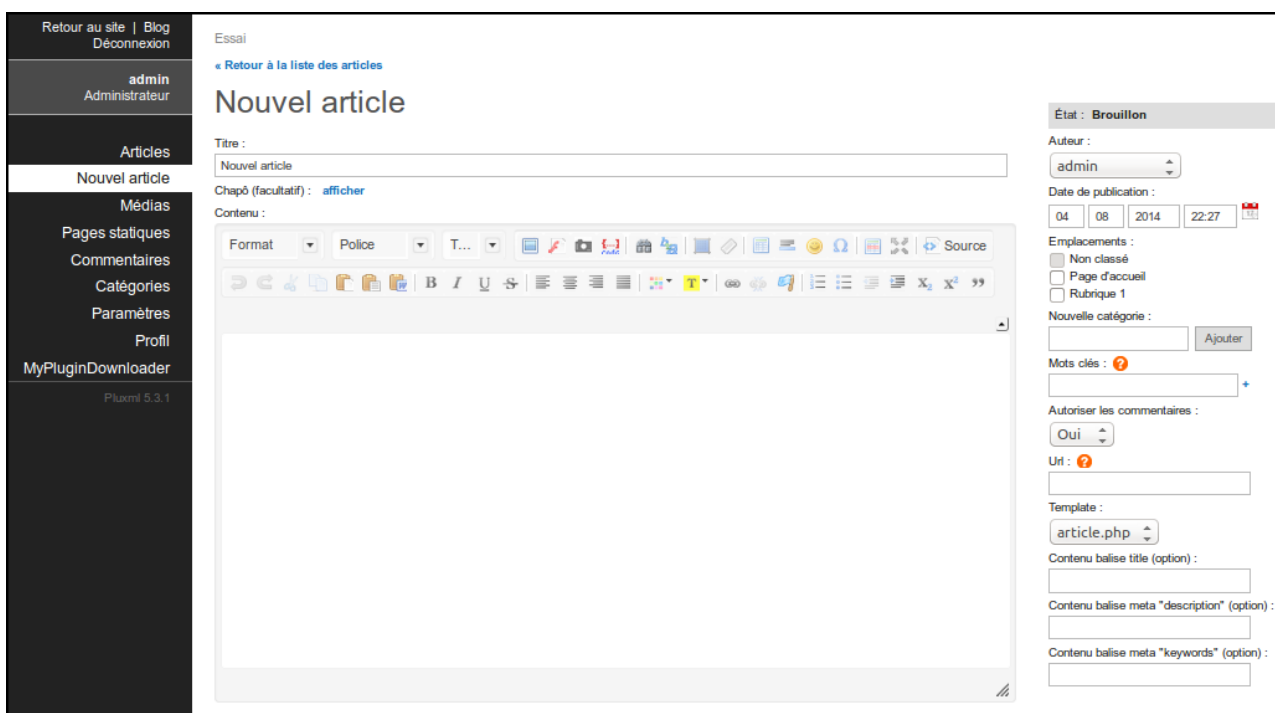 Retour au site | Blog
Déconnexion
admin
Administrateur
Articles
Nouvel article
Médias
Pages statiques
Commentaires
Catégories
Paramètres
Profil
MyPluginDownloader
Pluxml 5.3.1
Essai
« Retour à la liste des articles
Nouvel article
Titre :
Nouvel article
Chapô (facultatif) : afficher
Contenu :
Format Police T... Source
B I U S T X₂ X² ”
État : Brouillon
Auteur :
admin
Date de publication :
04 08 2014 22:27
Emplacements :
Non classé
Page d'accueil
Rubrique 1
Nouvelle catégorie :
Ajouter
Mots clés : ?
+
Autoriser les commentaires :
Oui
Url : ?
Template :
article.php
Contenu balise title (option) :
Contenu balise meta "description" (option) :
Contenu balise meta "keywords" (option) :